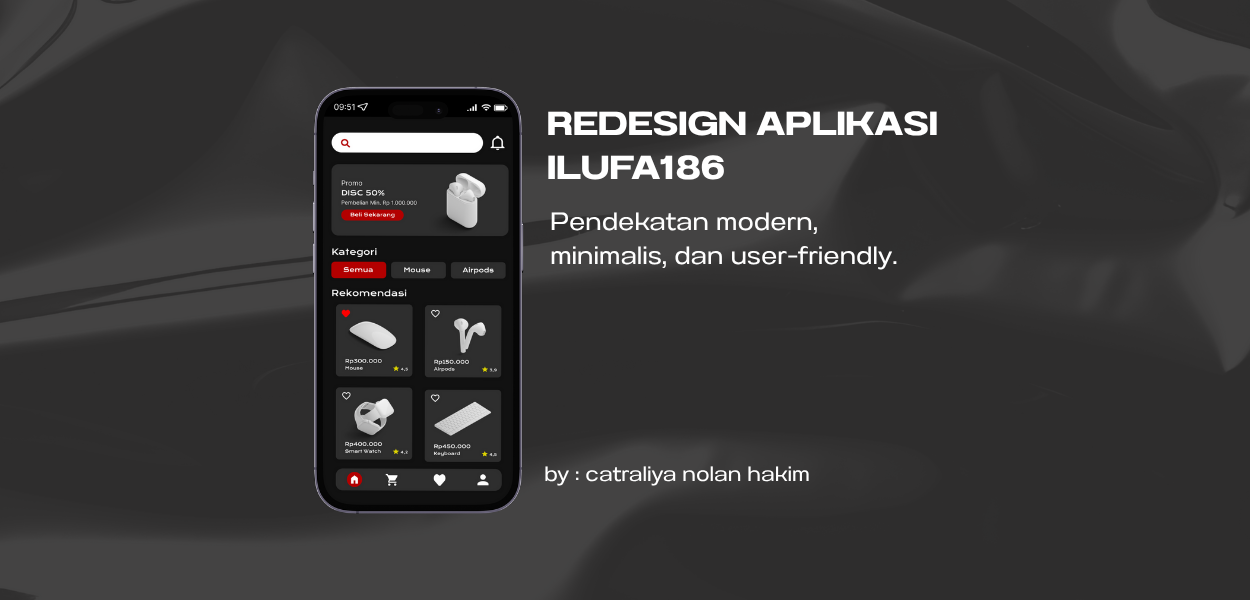 09:51
Promo
DISC 50%
Pembelian Min. Rp 1.000.000
Beli Sekarang
Kategori
Semua Mouse Airpods
Rekomendasi
Rp300.000
Mouse 4,9
Rp150.000
Airpods 3,9
Rp400.000
Smart Watch 4,2
Rp450.000
Keyboard 4,8
REDESIGN APLIKASI
ILUFA186
Pendekatan modern,
minimalis, dan user-friendly.
by : catraliya nolan hakim